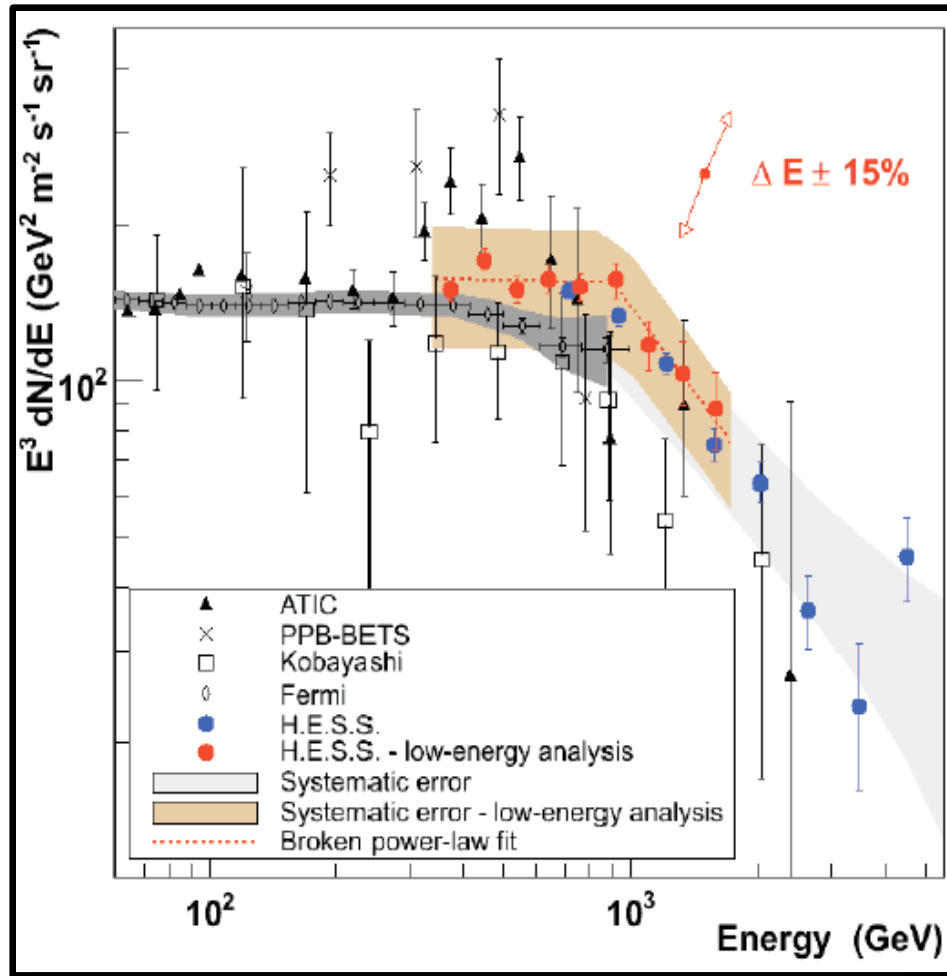 E³ dN/dE (GeV² m⁻² s⁻¹ sr⁻¹)
Δ E ± 15%
10²
ATIC
PPB-BETS
Kobayashi
Fermi
H.E.S.S.
H.E.S.S. - low-energy analysis
Systematic error
Systematic error - low-energy analysis
Broken power-law fit
10²
10³
Energy (GeV)